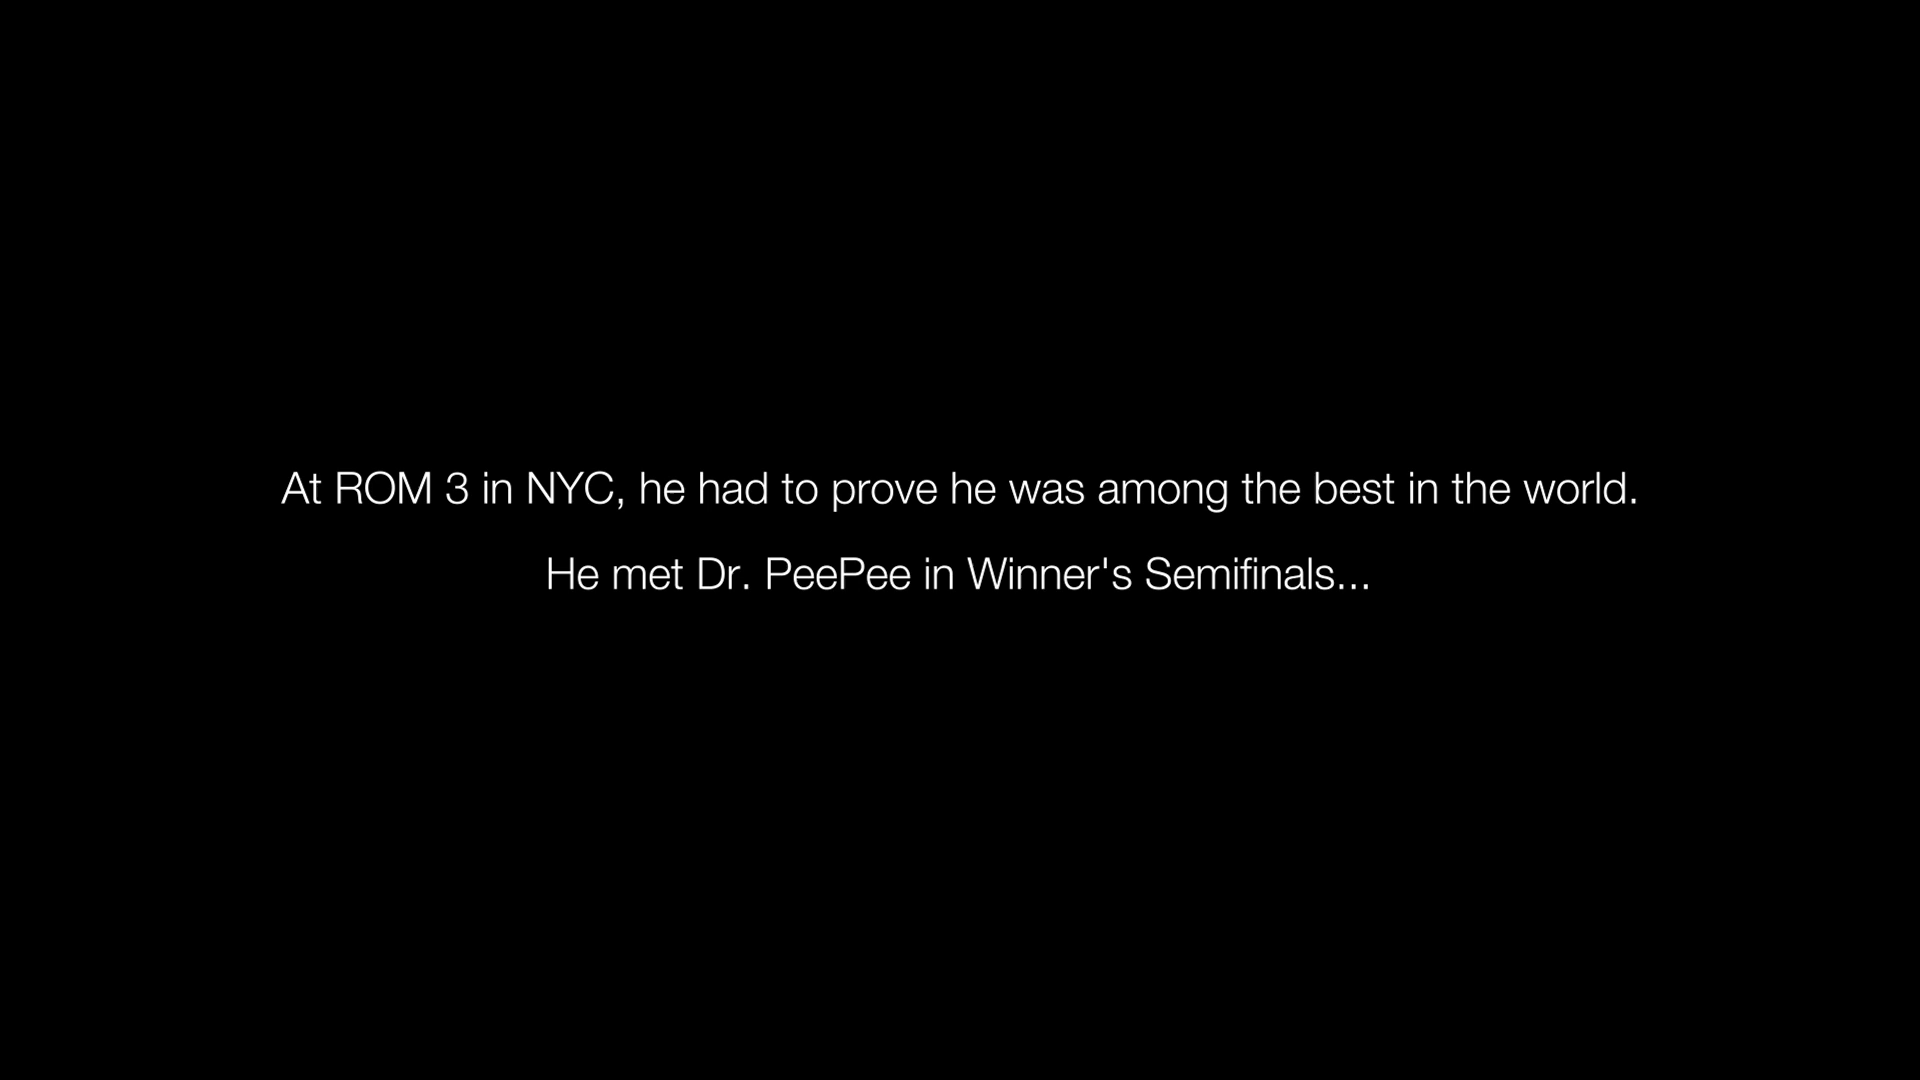 At ROM 3 in NYC, he had to prove he was among the best in the world.
He met Dr. PeePee in Winner's Semifinals...